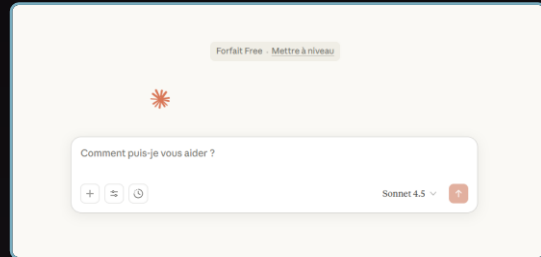 Forfait Free · Mettre à niveau
Comment puis-je vous aider ?
Sonnet 4.5